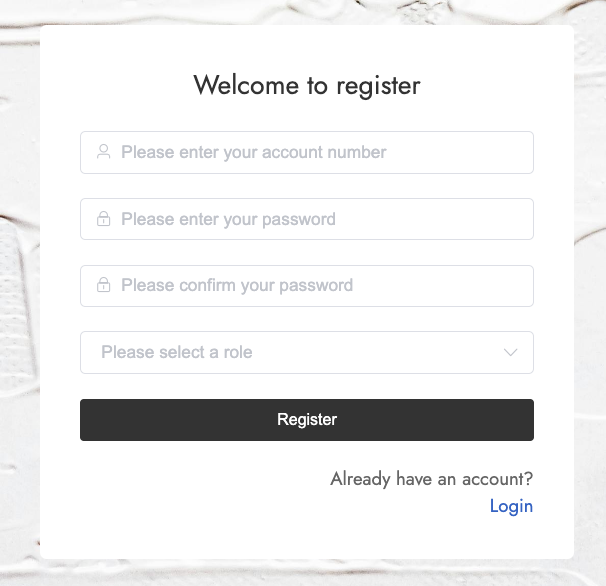 Welcome to register
Please enter your account number
Please enter your password
Please confirm your password
Please select a role
Register
Already have an account?
Login